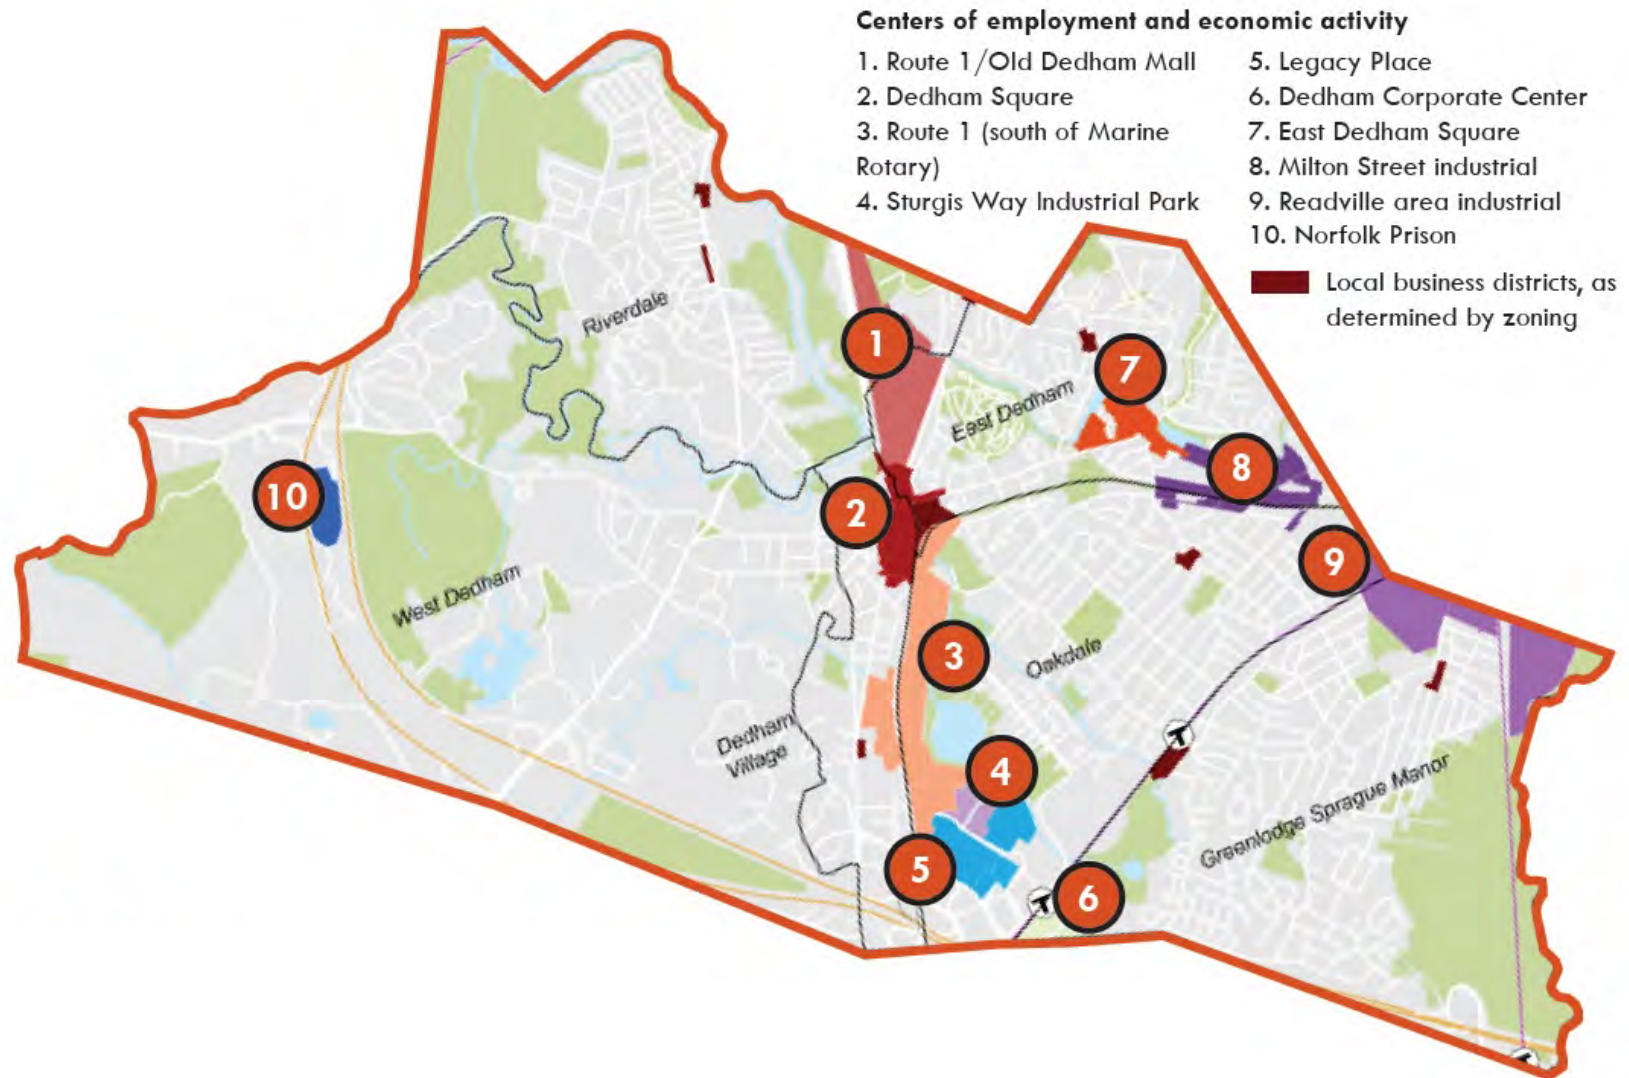 Centers of employment and economic activity
1. Route 1/Old Dedham Mall
2. Dedham Square
3. Route 1 (south of Marine
Rotary)
4. Sturgis Way Industrial Park
5. Legacy Place
6. Dedham Corporate Center
7. East Dedham Square
8. Milton Street industrial
9. Readville area industrial
10. Norfolk Prison
Local business districts, as
determined by zoning
Riverdale
1
7
East Dedham
8
10
2
9
West Dedham
3
Oakdale
Dedham
Village
4
Greenlodge Sprague Manor
5
6
T
T